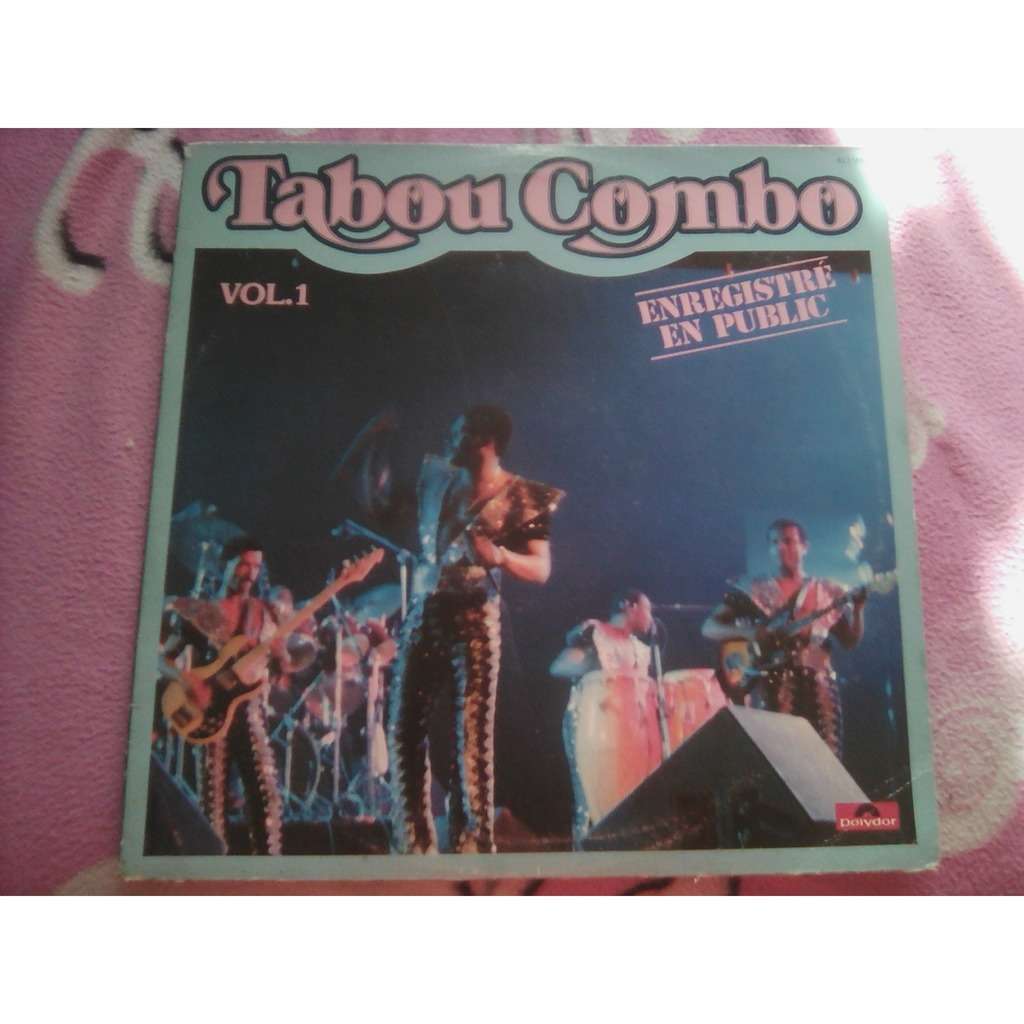 Tabou Combo
VOL.1
ENREGISTRÉ
EN PUBLIC
Polydor